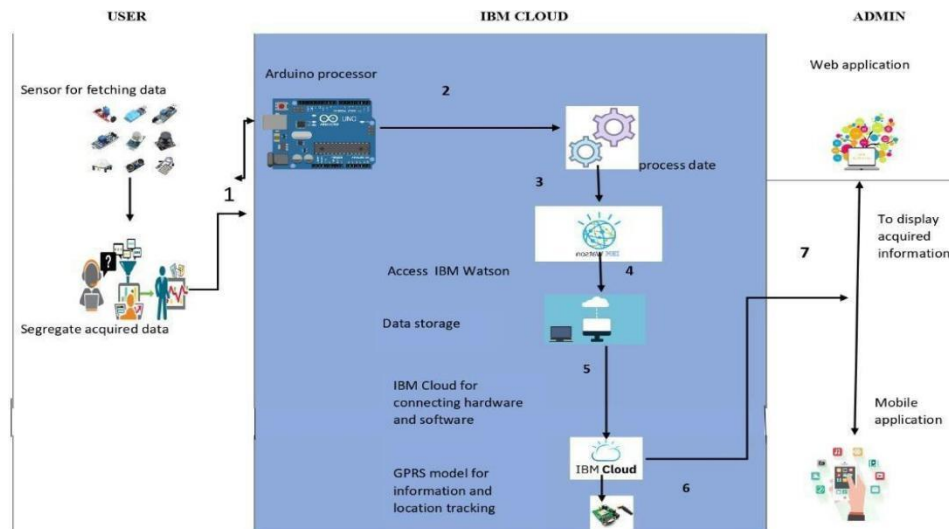 USER
IBM CLOUD
ADMIN
Sensor for fetching data
Arduino processor
2
Web application
UNO
process date
1
3
To display
acquired
information
7
Access IBM Watson
4
Segregate acquired data
Data storage
5
IBM Cloud for
connecting hardware
and software
Mobile
application
IBM Cloud
GPRS model for
information and
location tracking
6